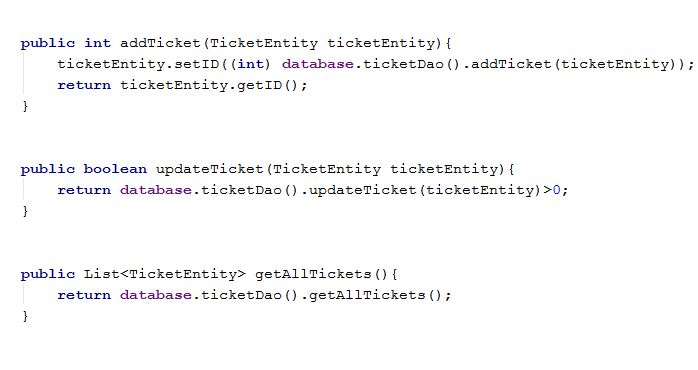 public int addTicket(TicketEntity ticketEntity){
    ticketEntity.setID((int) database.ticketDao().addTicket(ticketEntity));
    return ticketEntity.getID();
}
public boolean updateTicket(TicketEntity ticketEntity){
    return database.ticketDao().updateTicket(ticketEntity)>0;
}
public List<TicketEntity> getAllTickets(){
    return database.ticketDao().getAllTickets();
}